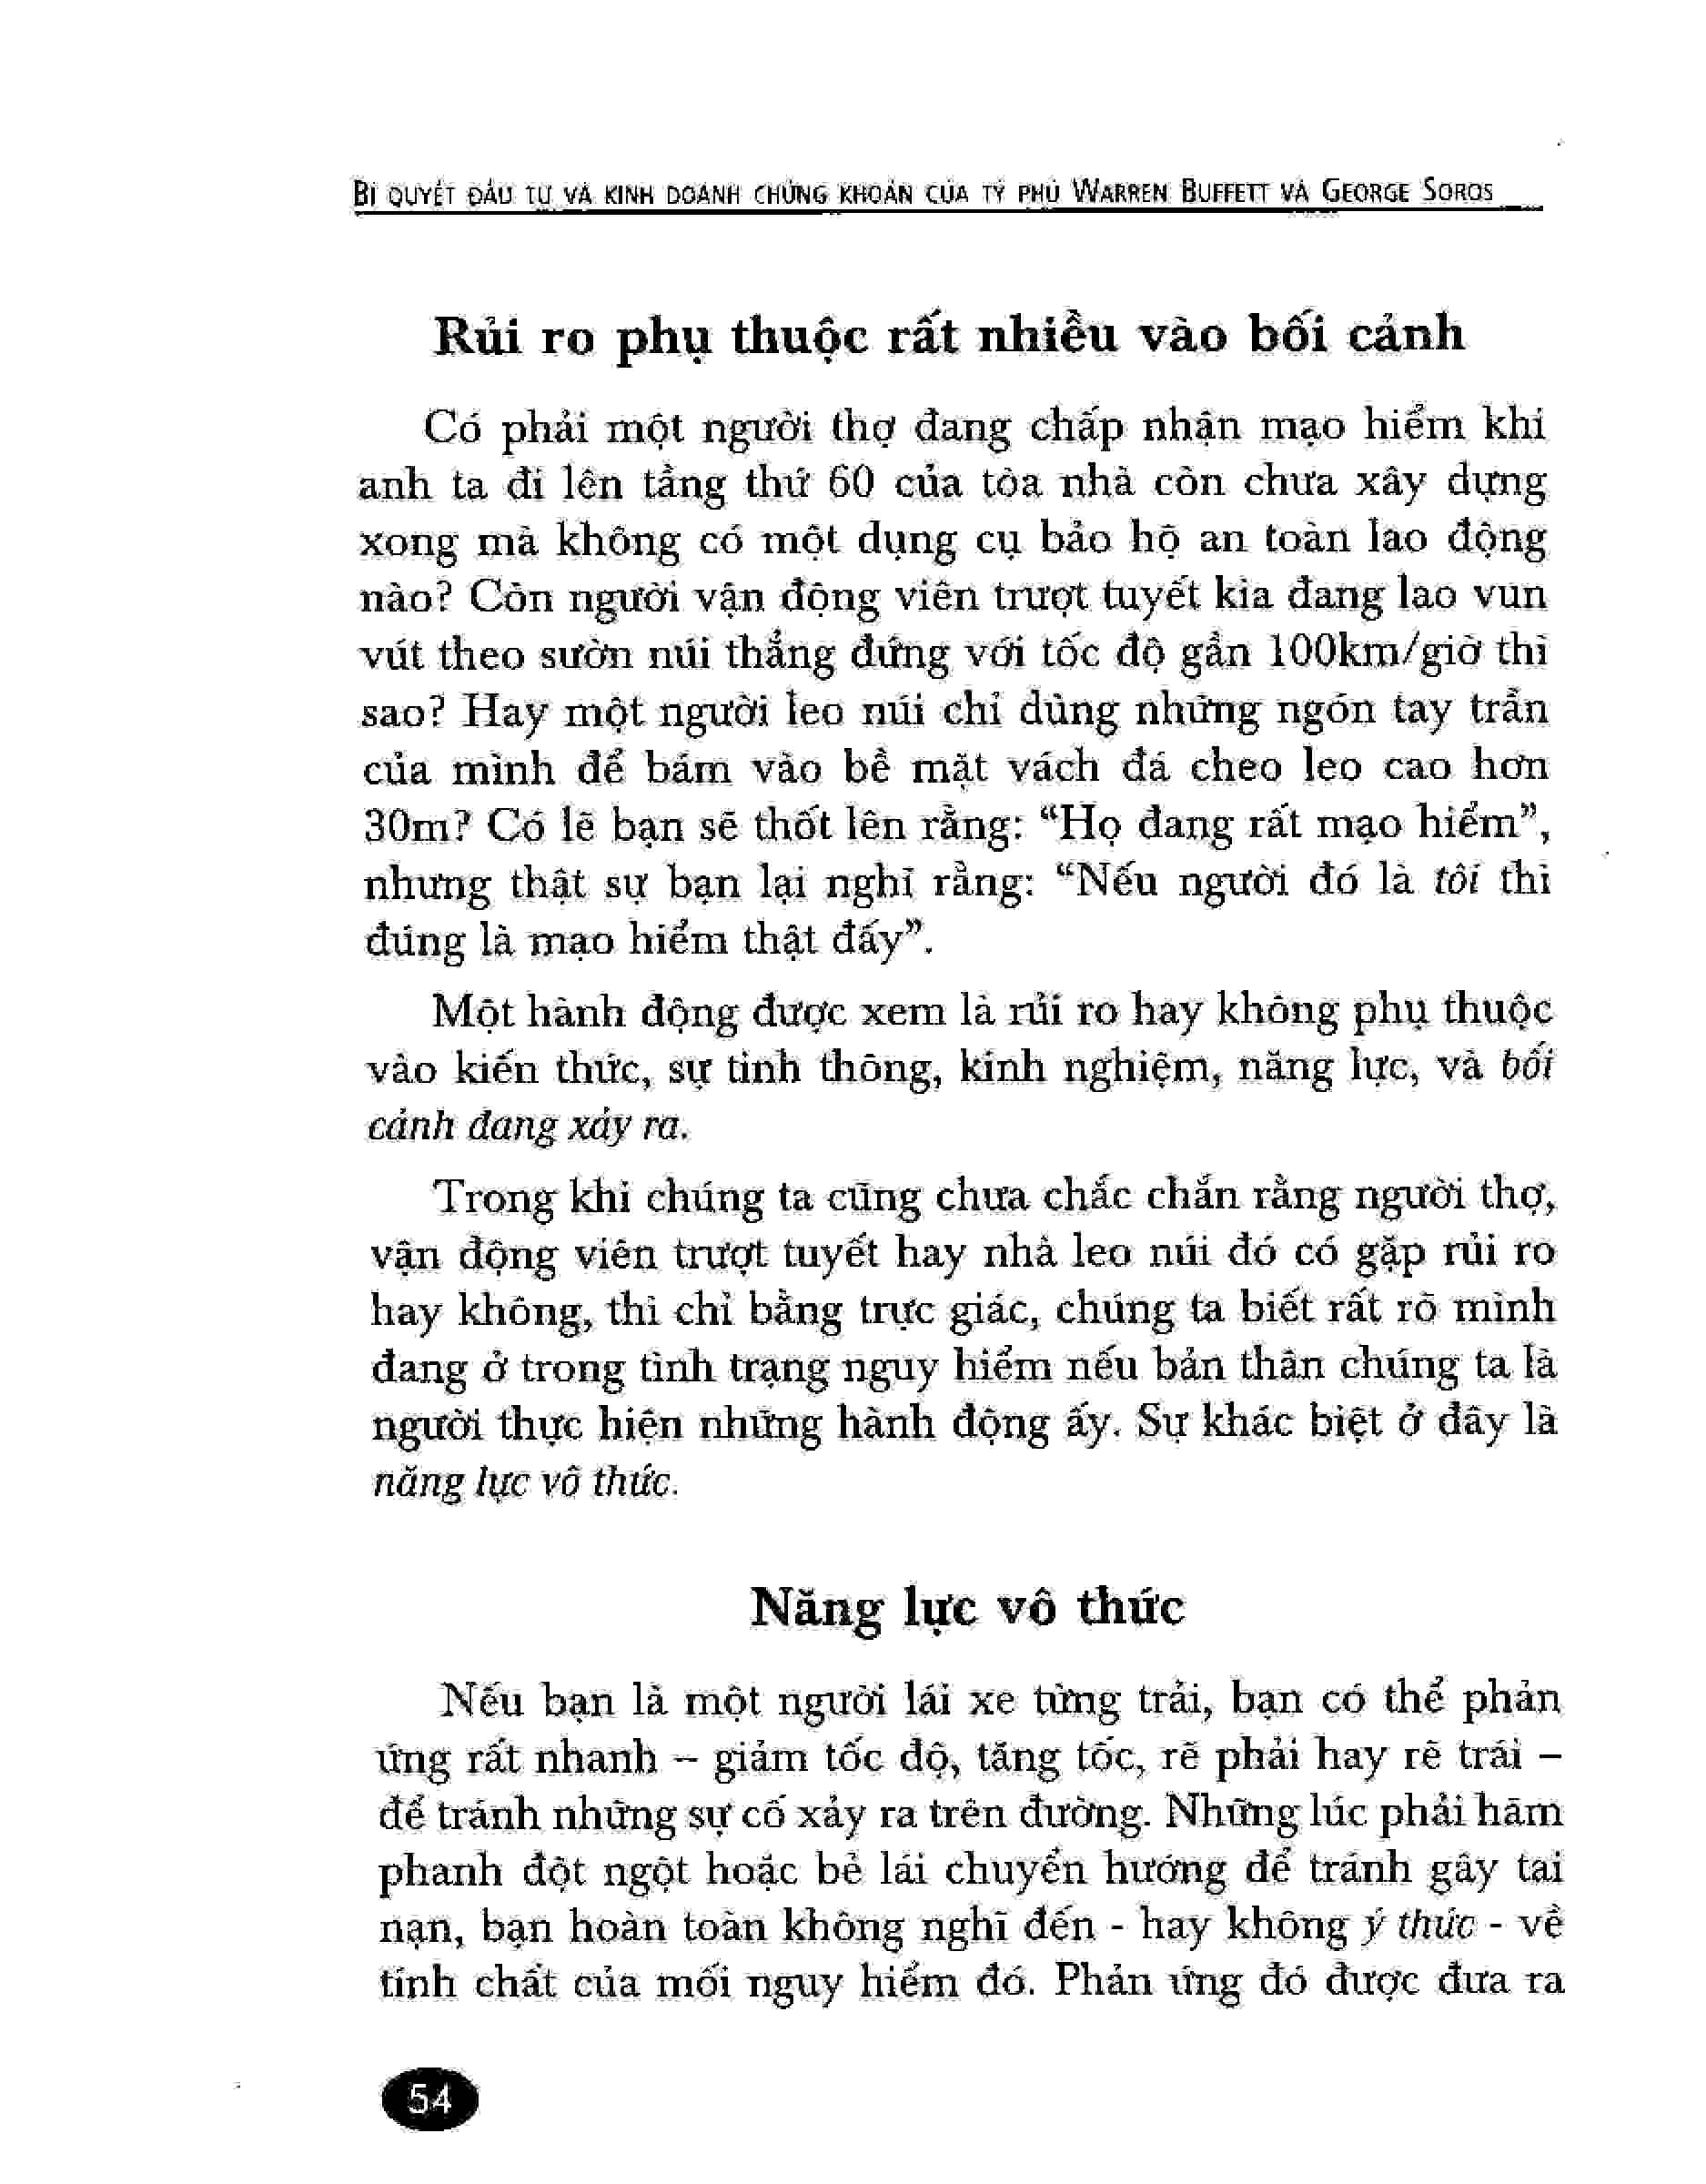 BÍ QUYẾT ĐẦU TƯ VÀ KINH DOANH CHỨNG KHOÁN CỦA TỶ PHÚ WARREN BUFFETT VÀ GEORGE SOROS
Rủi ro phụ thuộc rất nhiều vào bối cảnh
Có phải một người thợ đang chấp nhận mạo hiểm khi
anh ta đi lên tầng thứ 60 của tòa nhà còn chưa xây dựng
xong mà không có một dụng cụ bảo hộ an toàn lao động
nào? Còn người vận động viên trượt tuyết kia đang lao vun
vút theo sườn núi thẳng đứng với tốc độ gần 100km/giờ thì
sao? Hay một người leo núi chỉ dùng những ngón tay trần
của mình để bám vào bề mặt vách đá cheo leo cao hơn
30m? Có lẽ bạn sẽ thốt lên rằng: “Họ đang rất mạo hiểm”,
nhưng thật sự bạn lại nghĩ rằng: “Nếu người đó là tôi thì
đúng là mạo hiểm thật đấy”.
Một hành động được xem là rủi ro hay không phụ thuộc
vào kiến thức, sự tinh thông, kinh nghiệm, năng lực, và bối
cảnh đang xảy ra.
Trong khi chúng ta cũng chưa chắc chắn rằng người thợ,
vận động viên trượt tuyết hay nhà leo núi đó có gặp rủi ro
hay không, thì chỉ bằng trực giác, chúng ta biết rất rõ mình
đang ở trong tình trạng nguy hiểm nếu bản thân chúng ta là
người thực hiện những hành động ấy. Sự khác biệt ở đây là
năng lực vô thức.
Năng lực vô thức
Nếu bạn là một người lái xe từng trải, bạn có thể phản
ứng rất nhanh – giảm tốc độ, tăng tốc, rẽ phải hay rẽ trái –
để tránh những sự cố xảy ra trên đường. Những lúc phải hãm
phanh đột ngột hoặc bẻ lái chuyển hướng để tránh gây tai
nạn, bạn hoàn toàn không nghĩ đến - hay không ý thức - về
tính chất của mối nguy hiểm đó. Phản ứng đó được đưa ra
54